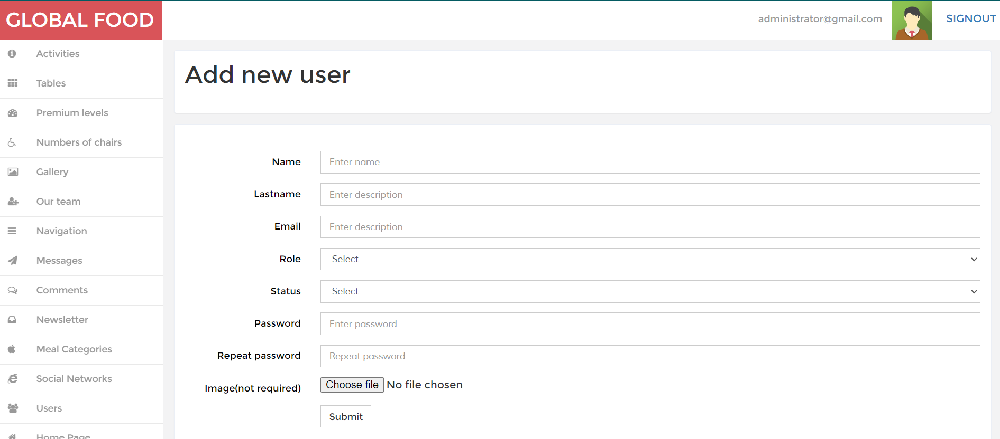 GLOBAL FOOD
administrator@gmail.com
SIGNOUT
Activities
Tables
Premium levels
Numbers of chairs
Gallery
Our team
Navigation
Messages
Comments
Newsletter
Meal Categories
Social Networks
Users
Home Page
Add new user
Name
Enter name
Lastname
Enter description
Email
Enter description
Role
Select
Status
Select
Password
Enter password
Repeat password
Repeat password
Image(not required)
Choose file No file chosen
Submit